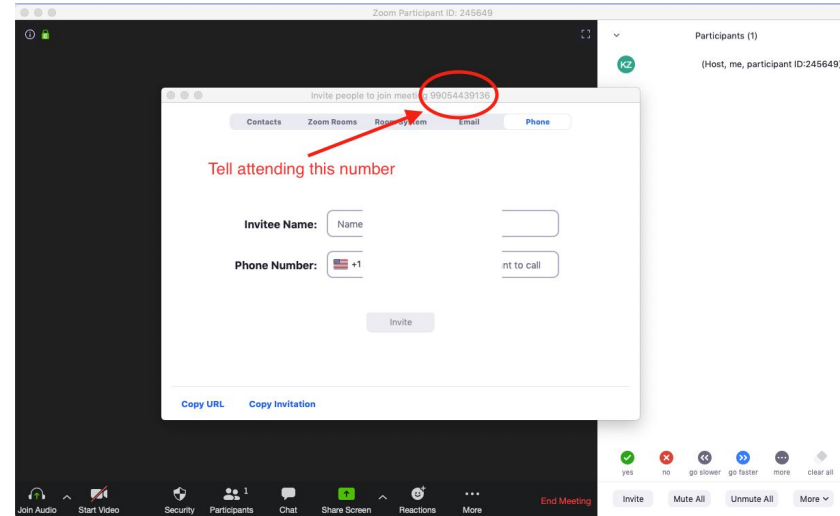 Zoom Participant ID: 245649
Participants (1)
KZ
(Host, me, participant ID:245649)
Invite people to join meeting 99054439136
Contacts Zoom Rooms Room System Email Phone
Tell attending this number
Invitee Name: Name
Phone Number: +1 nt to call
Invite
Copy URL Copy Invitation
yes no go slower go faster more clear all
1
Join Audio Start Video Security Participants Chat Share Screen Reactions More End Meeting
Invite Mute All Unmute All More